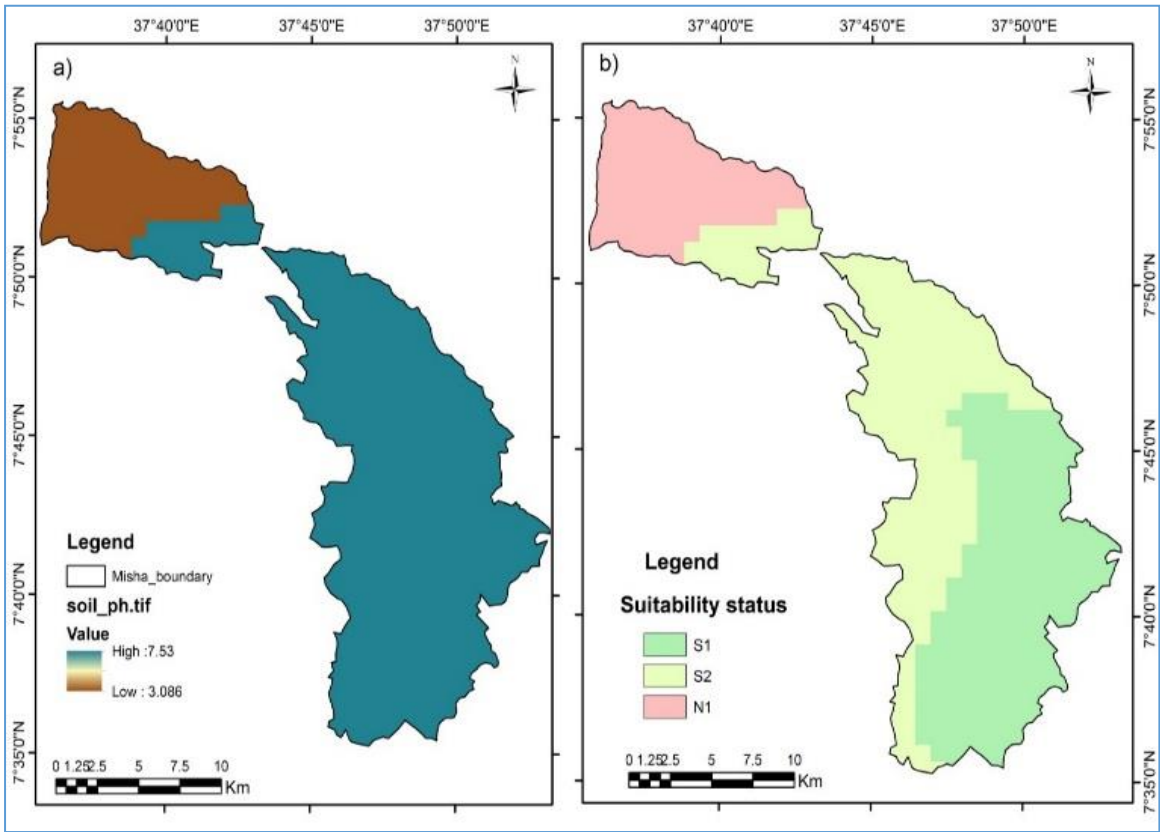 37°40'0"E 37°45'0"E 37°50'0"E
a)
N
7°55'0"N
7°50'0"N
7°45'0"N
7°40'0"N
7°35'0"N
Legend
Misha_boundary
soil_ph.tif
Value
High :7.53
Low : 3.086
0 1.25 2.5 5 7.5 10
Km
37°40'0"E 37°45'0"E 37°50'0"E
b)
N
7°55'0"N
7°50'0"N
7°45'0"N
7°40'0"N
7°35'0"N
Legend
Suitability status
S1
S2
N1
0 1.25 2.5 5 7.5 10
Km